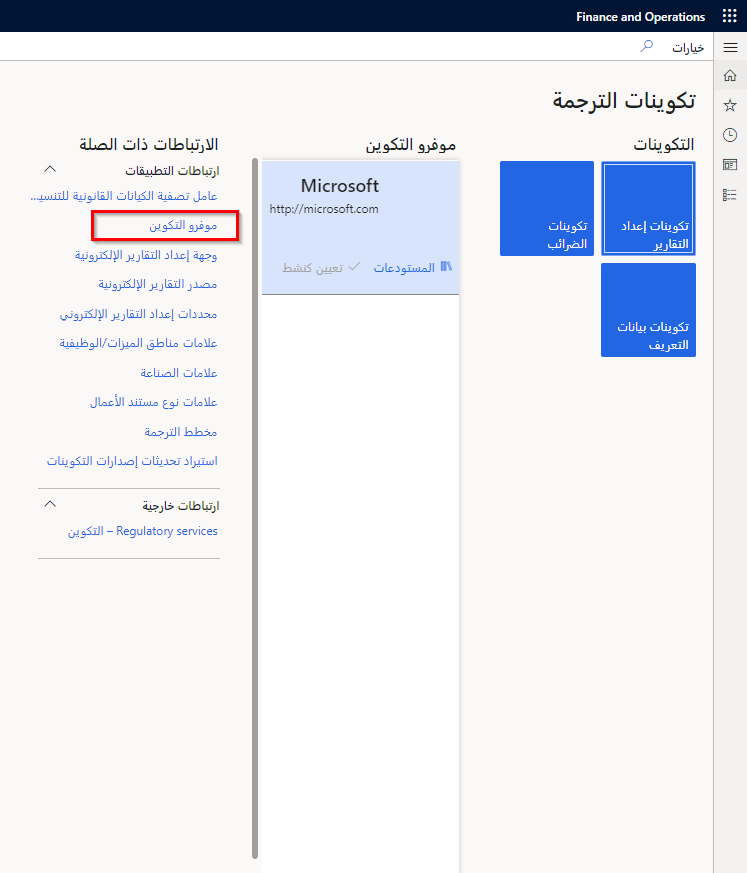 Finance and Operations
خيارات
تكوينات الترجمة
التكوينات
تكوينات إعداد
التقارير
تكوينات
الضرائب
تكوينات بيانات
التعريف
موفرو التكوين
Microsoft
http://microsoft.com
المستودعات
تعيين كنشط
الارتباطات ذات الصلة
ارتباطات التطبيقات
عامل تصفية الكيانات القانونية للتنسيـ...
موفرو التكوين
وجهة إعداد التقارير الإلكترونية
مصدر التقارير الإلكترونية
محددات إعداد التقارير الإلكتروني
علامات مناطق الميزات/الوظيفية
علامات الصناعة
علامات نوع مستند الأعمال
مخطط الترجمة
استيراد تحديثات إصدارات التكوينات
ارتباطات خارجية
Regulatory services – التكوين